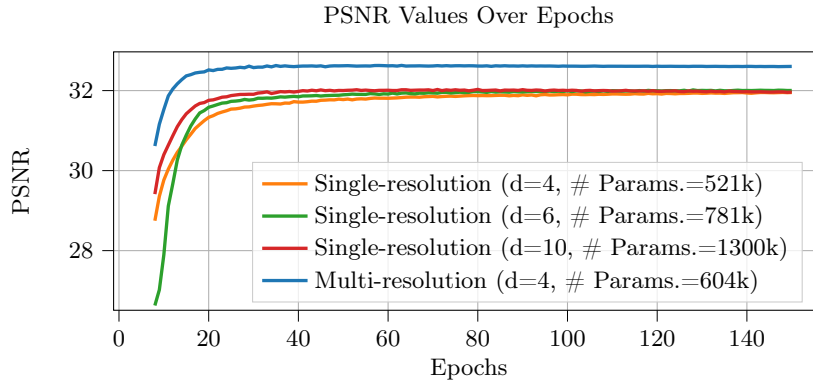 PSNR Values Over Epochs
PSNR
32
30
28
Single-resolution (d=4, # Params.=521k)
Single-resolution (d=6, # Params.=781k)
Single-resolution (d=10, # Params.=1300k)
Multi-resolution (d=4, # Params.=604k)
0 20 40 60 80 100 120 140
Epochs